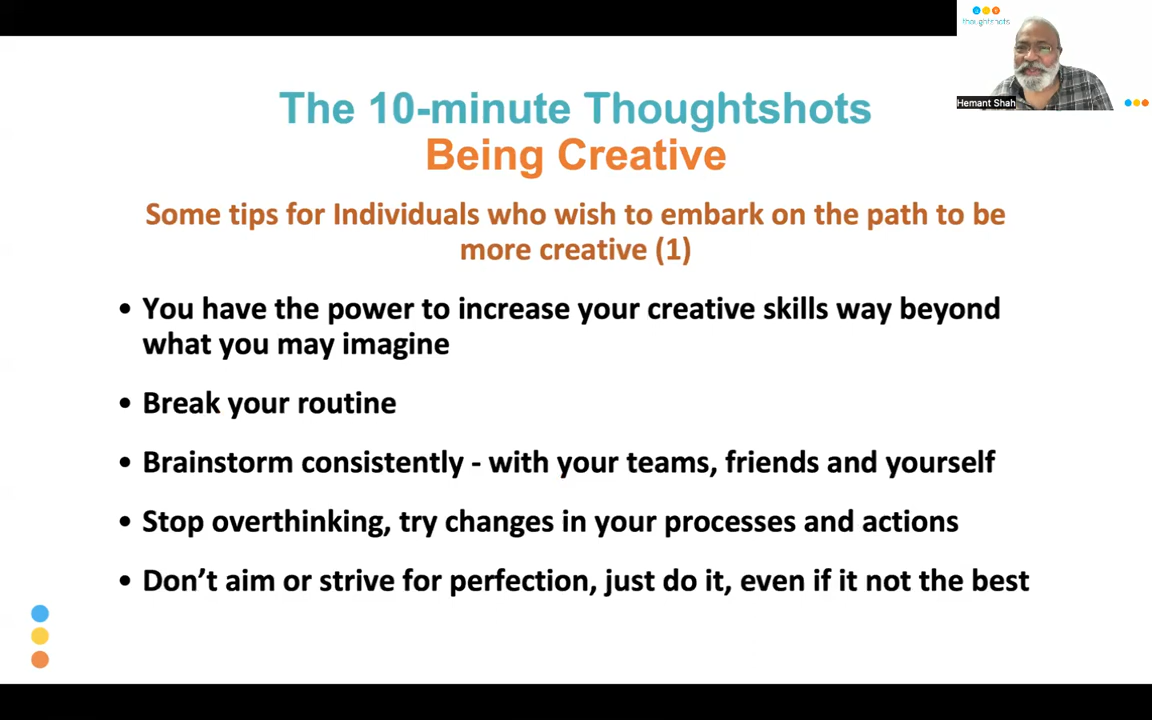 thoughtshots
Hemant Shah
The 10-minute Thoughtshots
Being Creative
Some tips for Individuals who wish to embark on the path to be
more creative (1)
• You have the power to increase your creative skills way beyond
what you may imagine
• Break your routine
• Brainstorm consistently - with your teams, friends and yourself
• Stop overthinking, try changes in your processes and actions
• Don’t aim or strive for perfection, just do it, even if it not the best